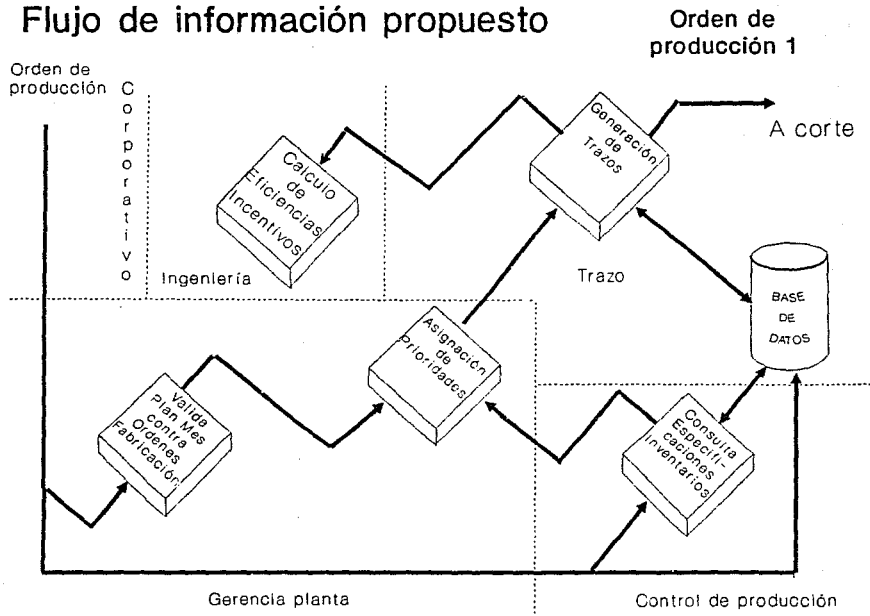 Flujo de información propuesto
Orden de
producción 1
Orden de
producción
Corporativo
Calculo
de
Eficiencias
Incentivos
Ingeniería
Generación
de
Trazos
A corte
Trazo
BASE
DE
DATOS
Asignación
de
Prioridades
Valida
Plan Mes
contra
Ordenes
Fabricación
Consulta
Especifi-
caciones
Inventarios
Gerencia planta
Control de producción